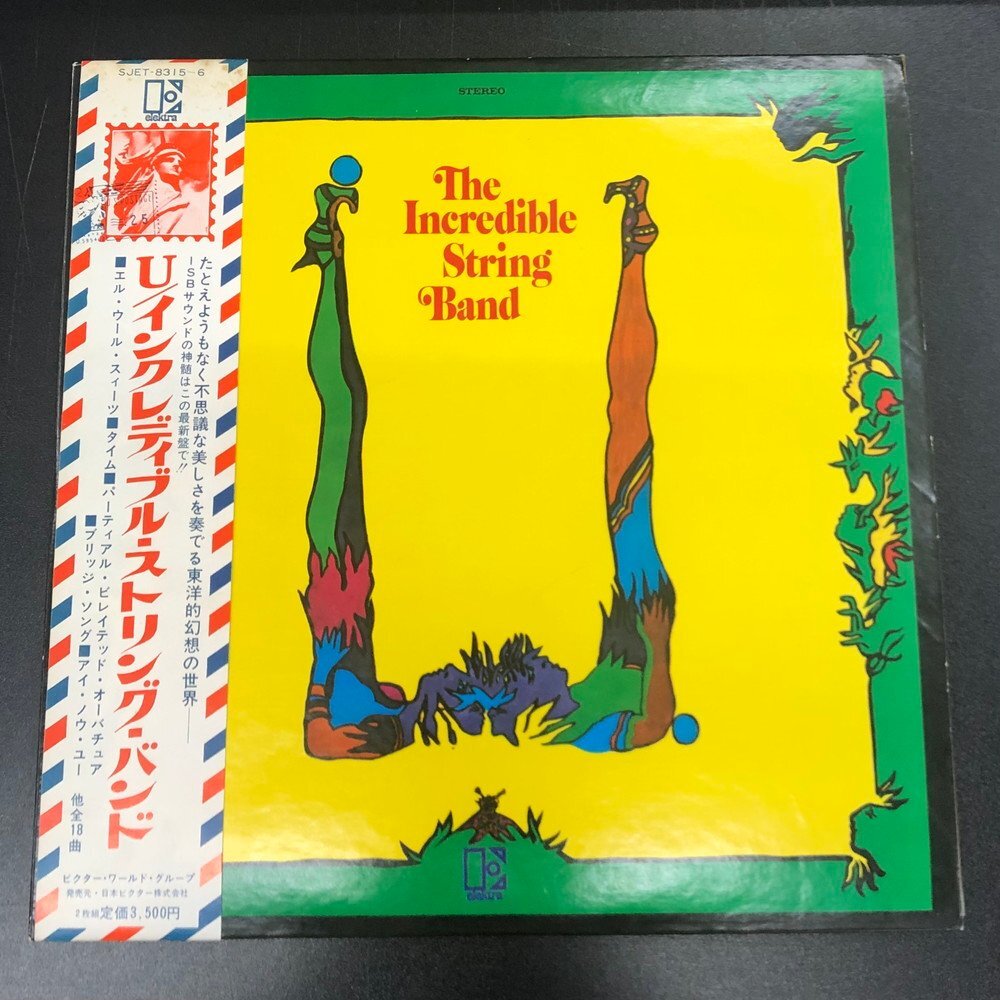 SJET-8315~6
elektra
POSTAGE
25
たとえようもなく不思議な美しさを奏でる東洋的幻想の世界——
ISBサウンドの神髄はこの最新盤で!!
U/インクレディブル・ストリング・バンド
■エル・ウール・スィーツ■タイム■パーティアル・ビレイテッド・オーバチュア
■ブリッジ・ソング■アイ・ノウ・ユー
他全18曲
ビクター・ワールド・グループ
発売元・日本ビクター株式会社
2枚組定価3,500円
STEREO
The
Incredible
String
Band
elektra